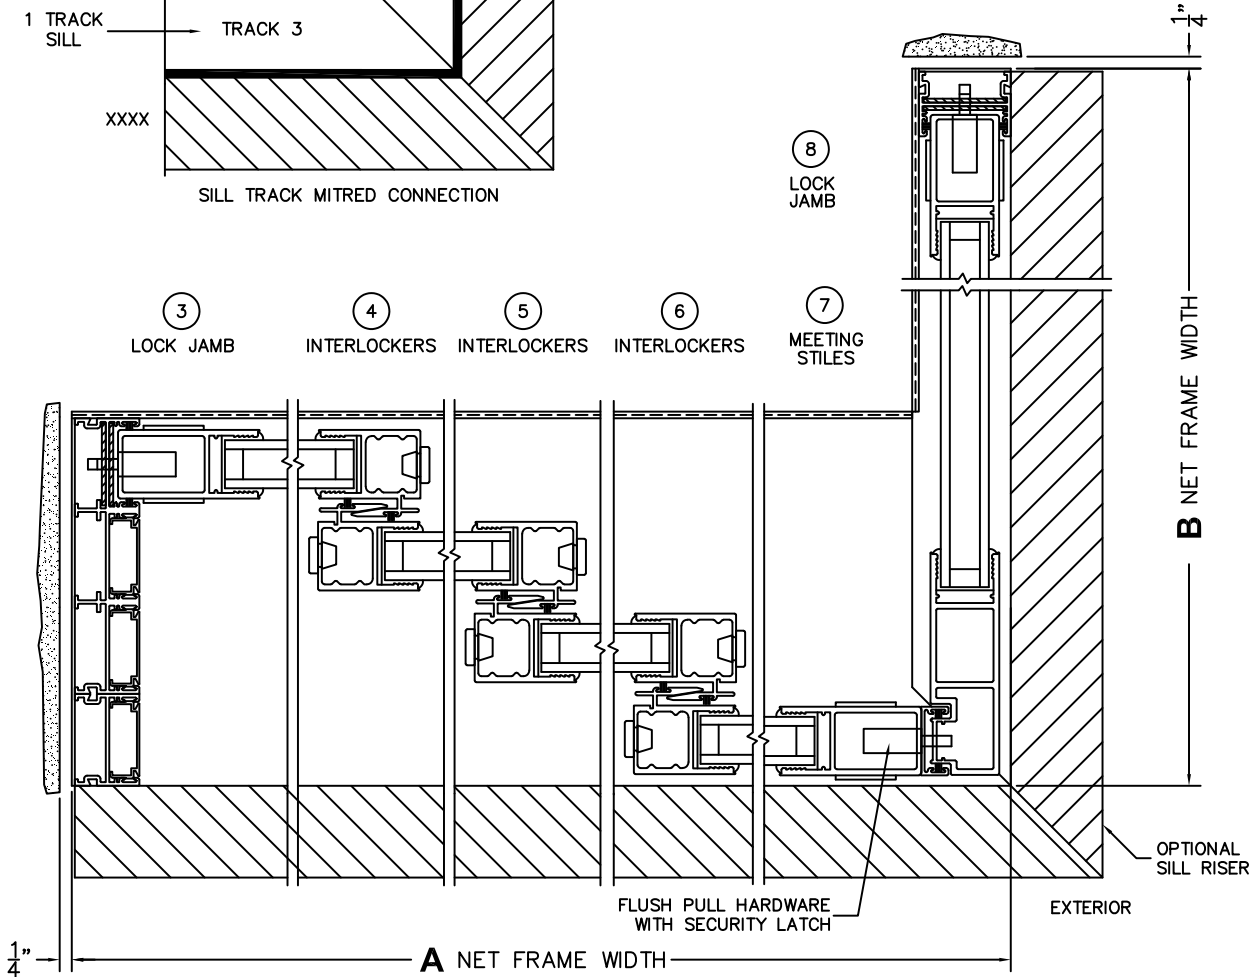 1 TRACK
SILL
TRACK 3
XXXX
SILL TRACK MITRED CONNECTION
1/4"
8
LOCK
JAMB
3
LOCK JAMB
4
INTERLOCKERS
5
INTERLOCKERS
6
INTERLOCKERS
7
MEETING
STILES
B NET FRAME WIDTH
OPTIONAL
SILL RISER
FLUSH PULL HARDWARE
WITH SECURITY LATCH
EXTERIOR
1/4"
A NET FRAME WIDTH